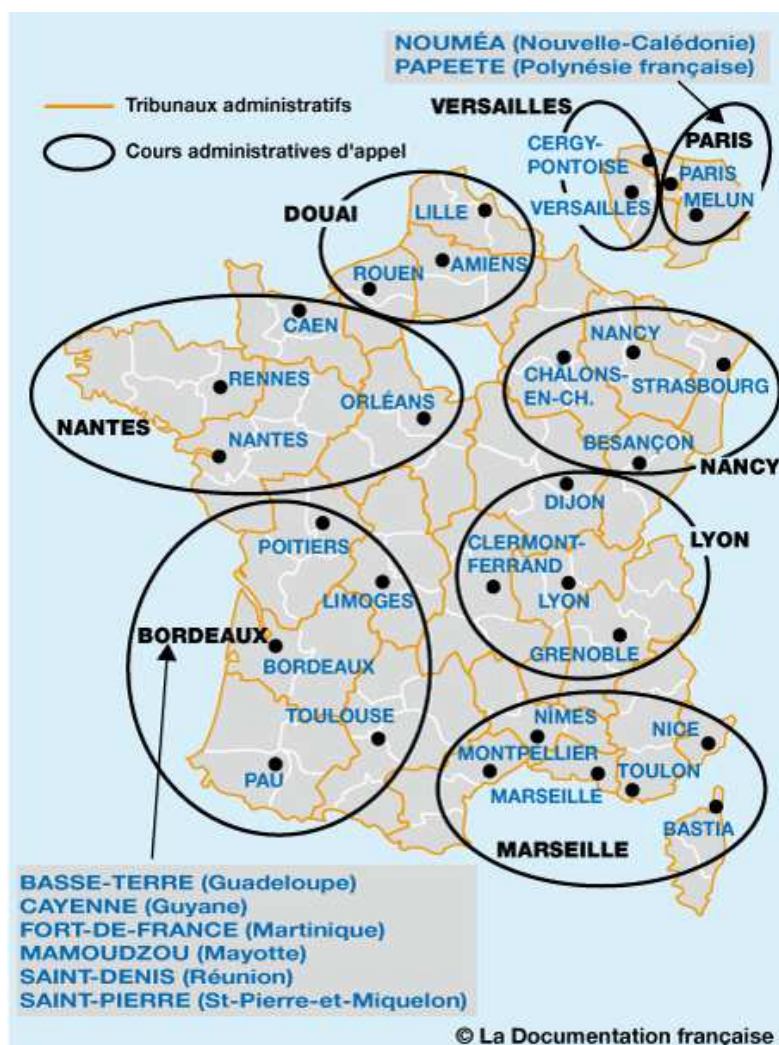 NOUMÉA (Nouvelle-Calédonie)
PAPEETE (Polynésie française)
Tribunaux administratifs
Cours administratives d'appel
VERSAILLES
PARIS
CERGY-
PONTOISE
PARIS
VERSAILLES
MELUN
DOUAI
LILLE
ROUEN
AMIENS
CAEN
RENNES
ORLÉANS
NANTES
NANTES
NANCY
CHÂLONS-
EN-CH.
STRASBOURG
BESANÇON
NANCY
DIJON
POITIERS
CLERMONT-
FERRAND
LYON
LIMOGES
LYON
BORDEAUX
BORDEAUX
GRENOBLE
TOULOUSE
PAU
NÎMES
NICE
MONTPELLIER
TOULON
MARSEILLE
BASTIA
MARSEILLE
BASSE-TERRE (Guadeloupe)
CAYENNE (Guyane)
FORT-DE-FRANCE (Martinique)
MAMOUDZOU (Mayotte)
SAINT-DENIS (Réunion)
SAINT-PIERRE (St-Pierre-et-Miquelon)
© La Documentation française